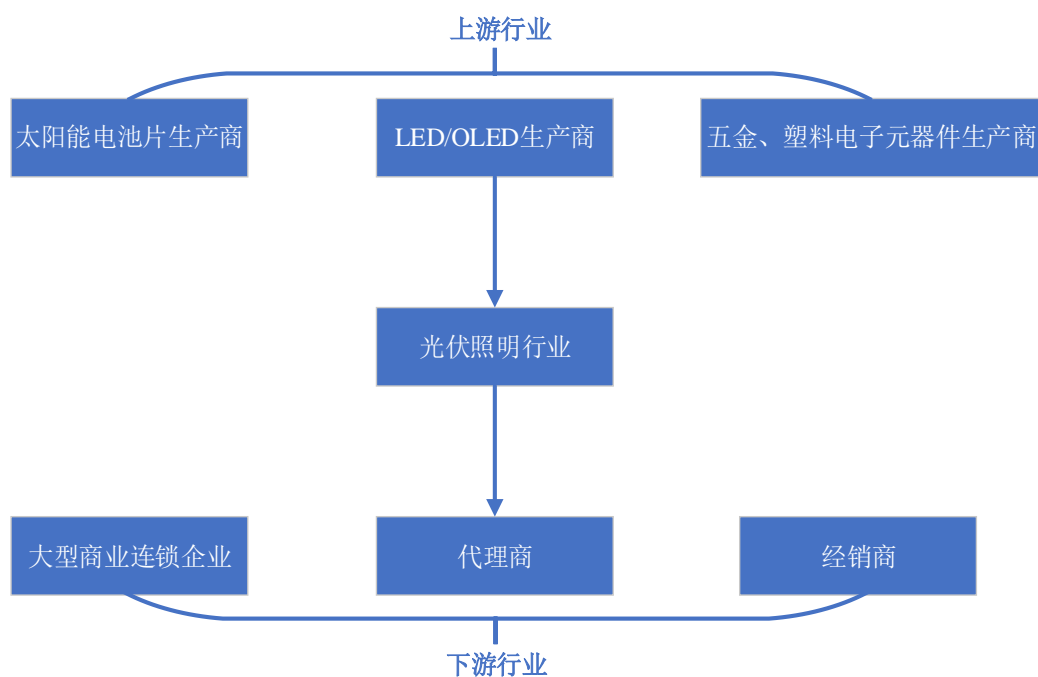 上游行业
太阳能电池片生产商
LED/OLED生产商
五金、塑料电子元器件生产商
光伏照明行业
大型商业连锁企业
代理商
经销商
下游行业